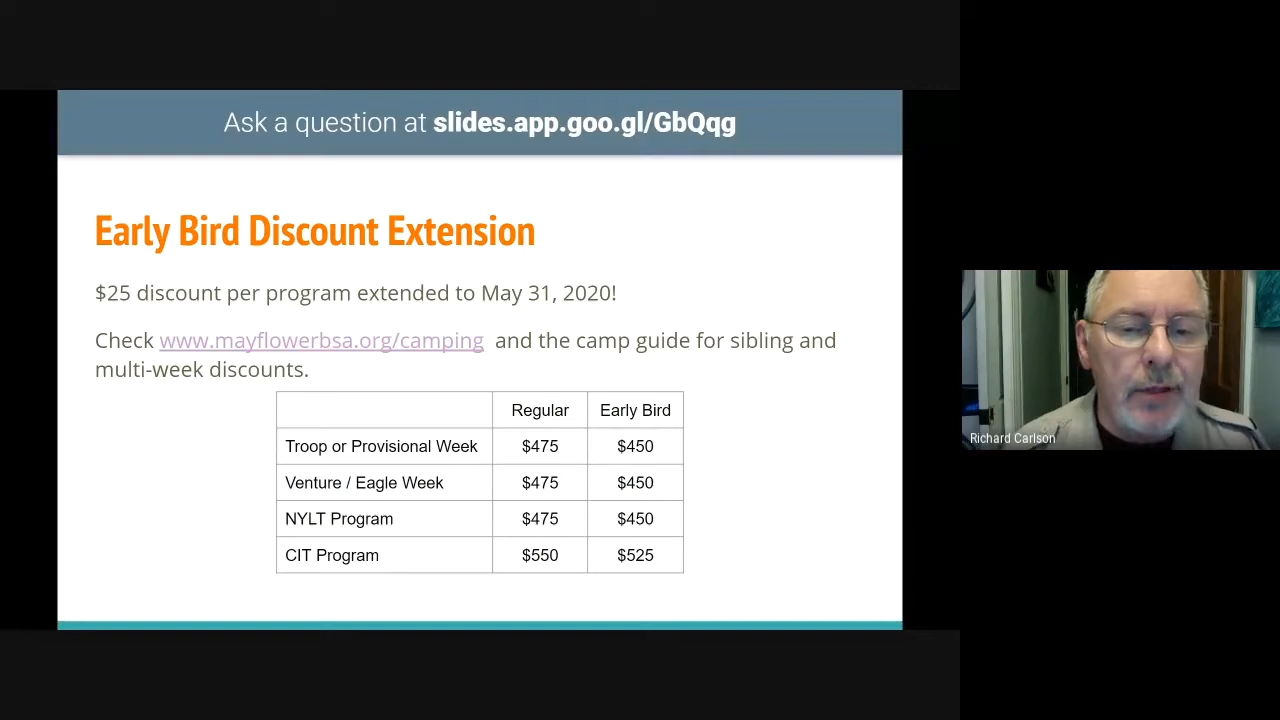 Ask a question at slides.app.goo.gl/GbQqg
Early Bird Discount Extension
$25 discount per program extended to May 31, 2020!
Check www.mayflowerbsa.org/camping and the camp guide for sibling and
multi-week discounts.
Regular Early Bird
Troop or Provisional Week $475 $450
Venture / Eagle Week $475 $450
NYLT Program $475 $450
CIT Program $550 $525
Richard Carlson